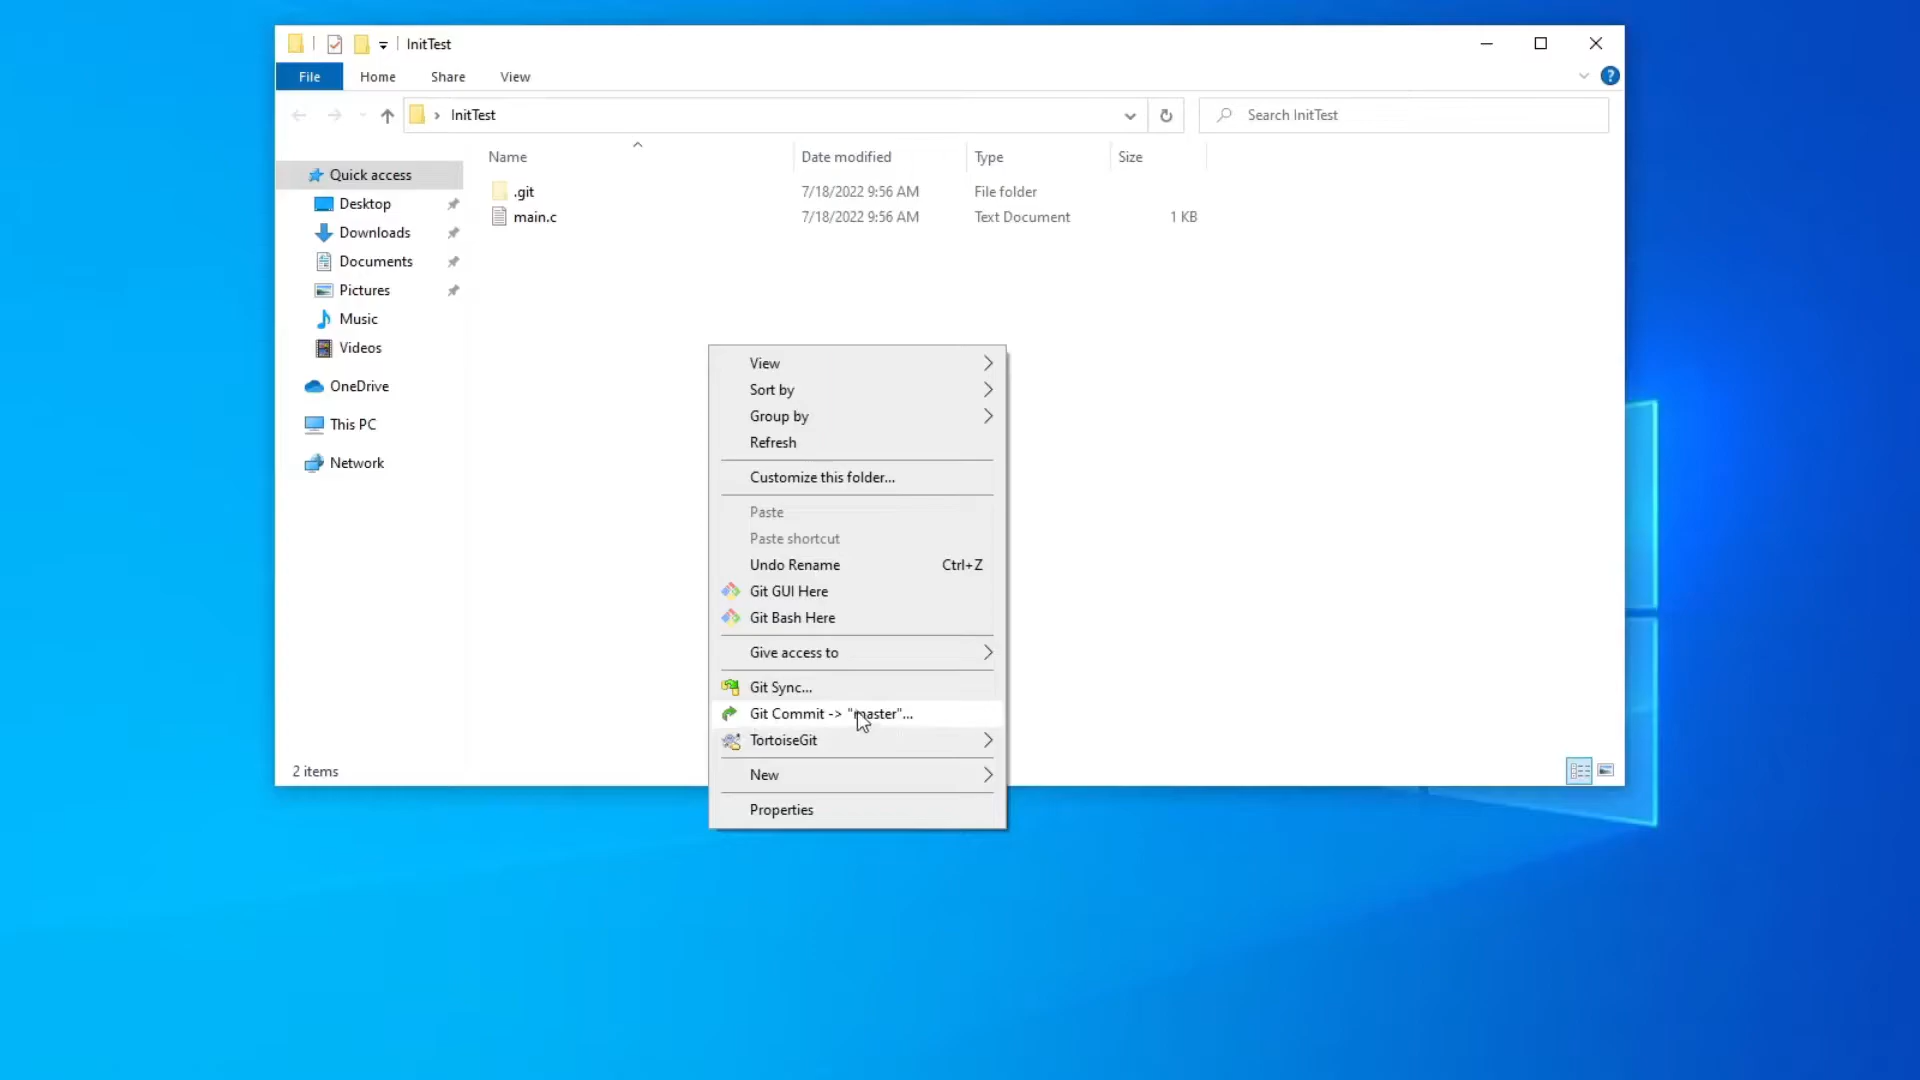 InitTest
File Home Share View
InitTest
Search InitTest
Name Date modified Type Size
.git 7/18/2022 9:56 AM File folder
main.c 7/18/2022 9:56 AM Text Document 1 KB
Quick access
Desktop
Downloads
Documents
Pictures
Music
Videos
OneDrive
This PC
Network
View
Sort by
Group by
Refresh
Customize this folder...
Paste
Paste shortcut
Undo Rename Ctrl+Z
Git GUI Here
Git Bash Here
Give access to
Git Sync...
Git Commit -> "master"...
TortoiseGit
New
Properties
2 items